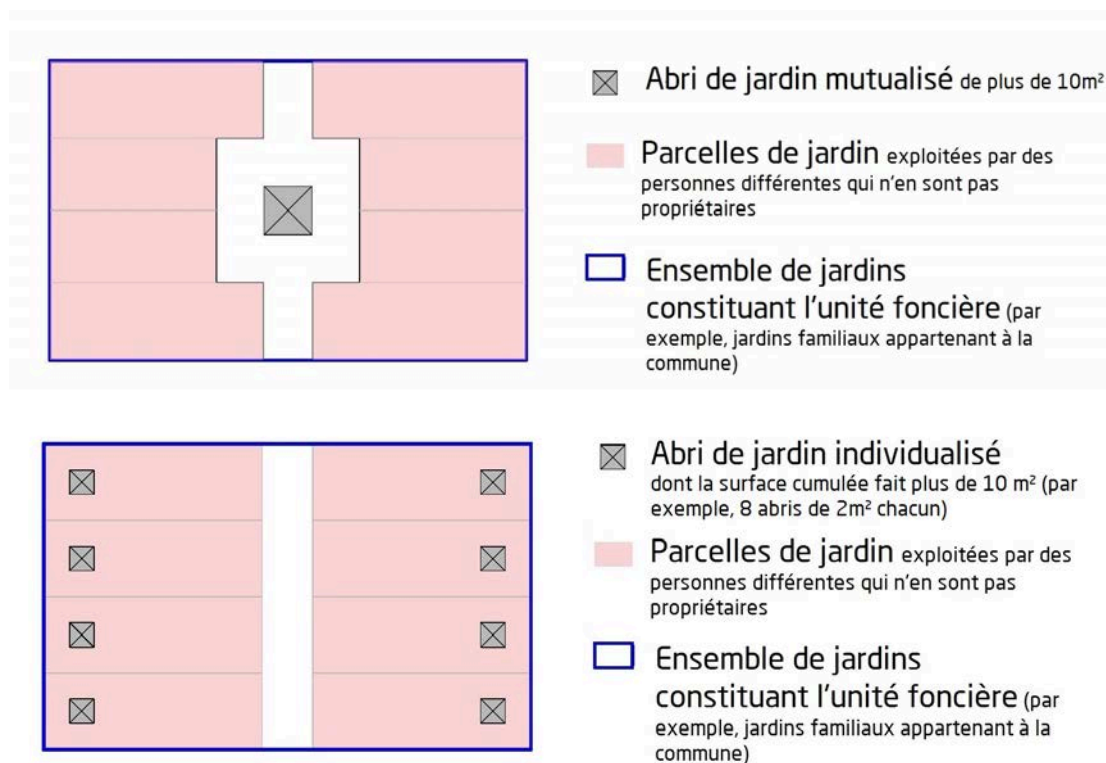 Abri de jardin mutualisé de plus de 10m²
Parcelles de jardin exploitées par des
personnes différentes qui n'en sont pas
propriétaires
Ensemble de jardins
constituant l'unité foncière (par
exemple, jardins familiaux appartenant à la
commune)
Abri de jardin individualisé
dont la surface cumulée fait plus de 10 m² (par
exemple, 8 abris de 2m² chacun)
Parcelles de jardin exploitées par des
personnes différentes qui n'en sont pas
propriétaires
Ensemble de jardins
constituant l'unité foncière (par
exemple, jardins familiaux appartenant à la
commune)